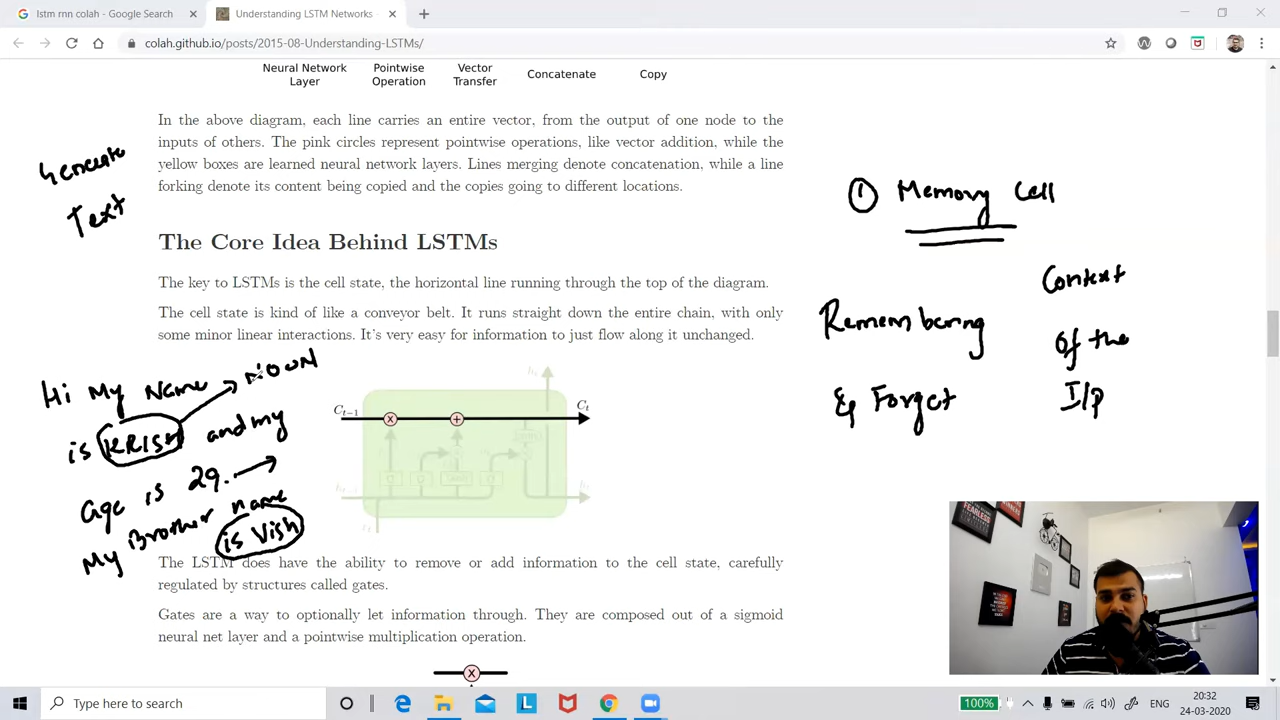 lstm rnn colah - Google Search
Understanding LSTM Networks
colah.github.io/posts/2015-08-Understanding-LSTMs/
Neural Network Layer
Pointwise Operation
Vector Transfer
Concatenate
Copy
In the above diagram, each line carries an entire vector, from the output of one node to the
inputs of others. The pink circles represent pointwise operations, like vector addition, while the
yellow boxes are learned neural network layers. Lines merging denote concatenation, while a line
forking denote its content being copied and the copies going to different locations.
Generate
Text
① Memory Cell
The Core Idea Behind LSTMs
The key to LSTMs is the cell state, the horizontal line running through the top of the diagram.
The cell state is kind of like a conveyor belt. It runs straight down the entire chain, with only
some minor linear interactions. It's very easy for information to just flow along it unchanged.
Context
Remembering
Of the
& Forget
I/p
Hi My Name
NOUN
is KRISH and my
Age is 29.
My Brother name
is Vish
Ct-1
Ct
The LSTM does have the ability to remove or add information to the cell state, carefully
regulated by structures called gates.
Gates are a way to optionally let information through. They are composed out of a sigmoid
neural net layer and a pointwise multiplication operation.
FEARLESS
Type here to search
100%
ENG
20:32
24-03-2020